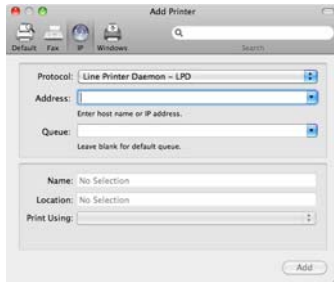 Add Printer
Default Fax IP Windows Search
Protocol: Line Printer Daemon – LPD
Address:
Enter host name or IP address.
Queue:
Leave blank for default queue.
Name: No Selection
Location: No Selection
Print Using:
Add